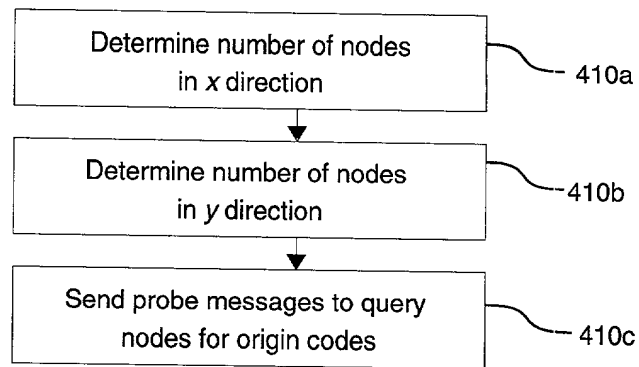 Determine number of nodes
in x direction
410a
Determine number of nodes
in y direction
410b
Send probe messages to query
nodes for origin codes
410c